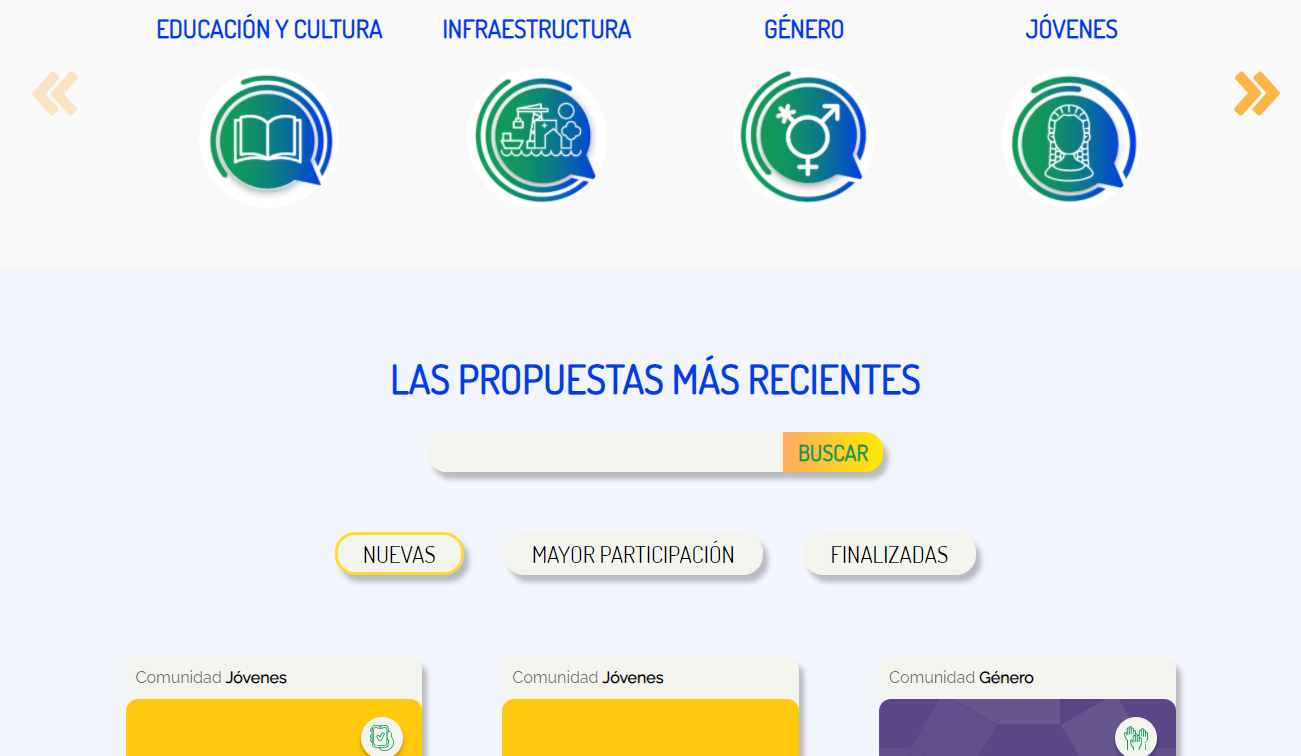 EDUCACIÓN Y CULTURA
INFRAESTRUCTURA
GÉNERO
JÓVENES
LAS PROPUESTAS MÁS RECIENTES
BUSCAR
NUEVAS
MAYOR PARTICIPACIÓN
FINALIZADAS
Comunidad Jóvenes
Comunidad Jóvenes
Comunidad Género